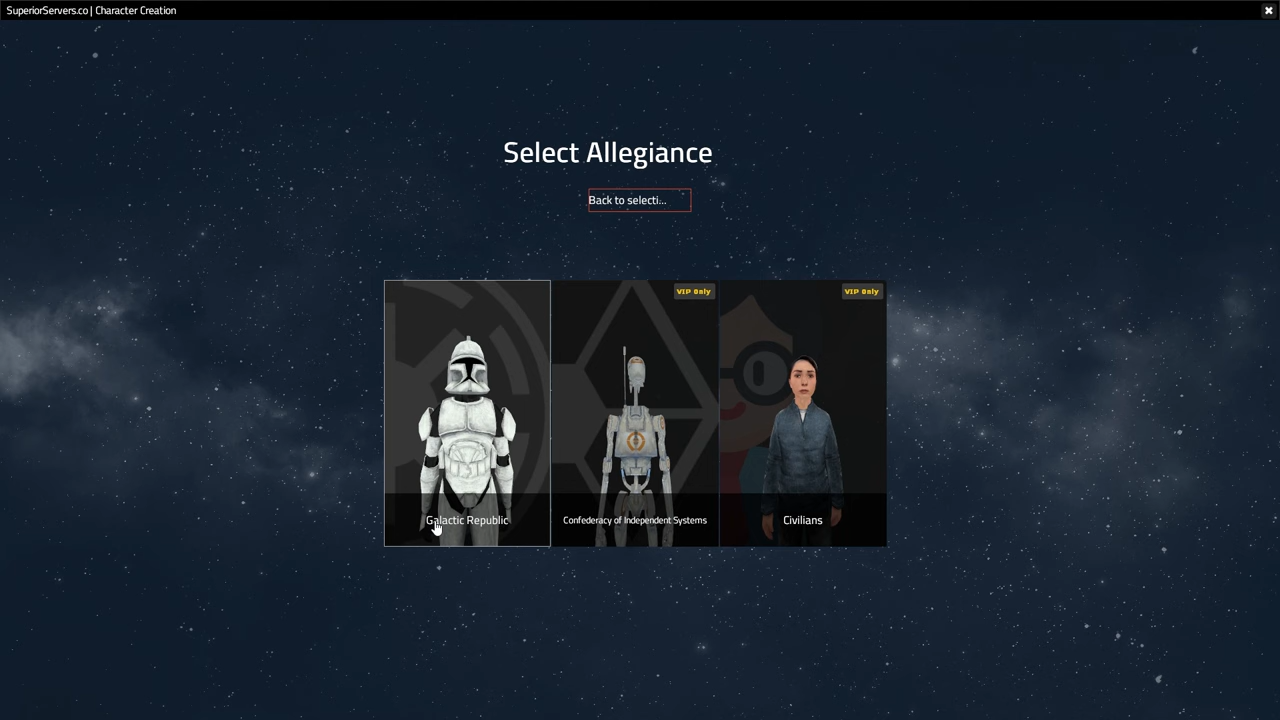 SuperiorServers.co | Character Creation
Select Allegiance
Back to selecti...
VIP Only
VIP Only
Galactic Republic
Confederacy of Independent Systems
Civilians